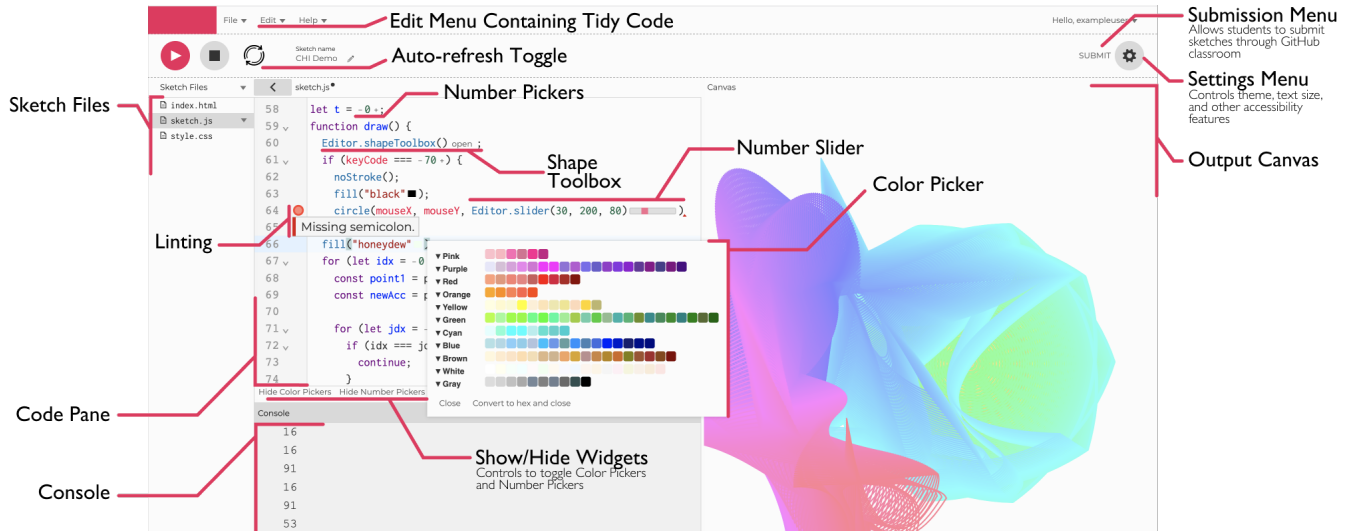 File ▾ Edit ▾ Help ▾
Edit Menu Containing Tidy Code
Hello, exampleuser ▾
Submission Menu
Allows students to submit
sketches through GitHub
classroom
Sketch name
CHI Demo
Auto-refresh Toggle
SUBMIT
Settings Menu
Controls theme, text size,
and other accessibility
features
Sketch Files
Sketch Files ▾
index.html
sketch.js ▾
style.css
sketch.js•
Number Pickers
Canvas
58 let t = -0+;
59 function draw() {
60 Editor.shapeToolbox() open ;
61 if (keyCode === -70+) {
62 noStroke();
63 fill("black" );
64 circle(mouseX, mouseY, Editor.slider(30, 200, 80) )
65
Missing semicolon.
66 fill("honeydew"
67 for (let idx = -0
68 const point1 =
69 const newAcc =
70
71 for (let jdx =
72 if (idx ===
73 continue;
74 }
Shape
Toolbox
Number Slider
Color Picker
Output Canvas
Linting
▾ Pink
▾ Purple
▾ Red
▾ Orange
▾ Yellow
▾ Green
▾ Cyan
▾ Blue
▾ Brown
▾ White
▾ Gray
Close Convert to hex and close
Hide Color Pickers Hide Number Pickers
Code Pane
Console
16
16
91
16
91
53
Show/Hide Widgets
Controls to toggle Color Pickers
and Number Pickers
Console